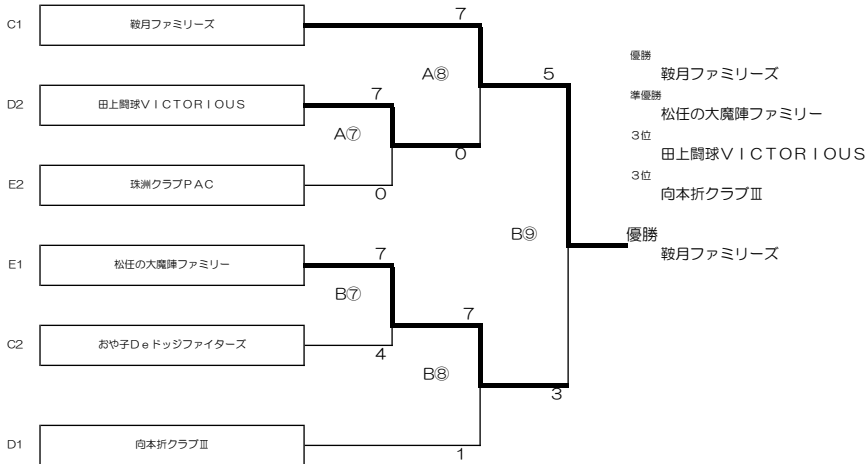 C1 鞍月ファミリーズ 7
A⑧ 5
D2 田上闘球ＶＩＣＴＯＲＩＯＵＳ 7
A⑦ 0
E2 珠洲クラブＰＡＣ 0
B⑨
E1 松任の大魔陣ファミリー 7
B⑦ 7
C2 おや子Ｄｅドッジファイターズ 4
B⑧ 3
D1 向本折クラブⅢ 1
優勝
鞍月ファミリーズ
準優勝
松任の大魔陣ファミリー
3位
田上闘球ＶＩＣＴＯＲＩＯＵＳ
3位
向本折クラブⅢ
優勝
鞍月ファミリーズ